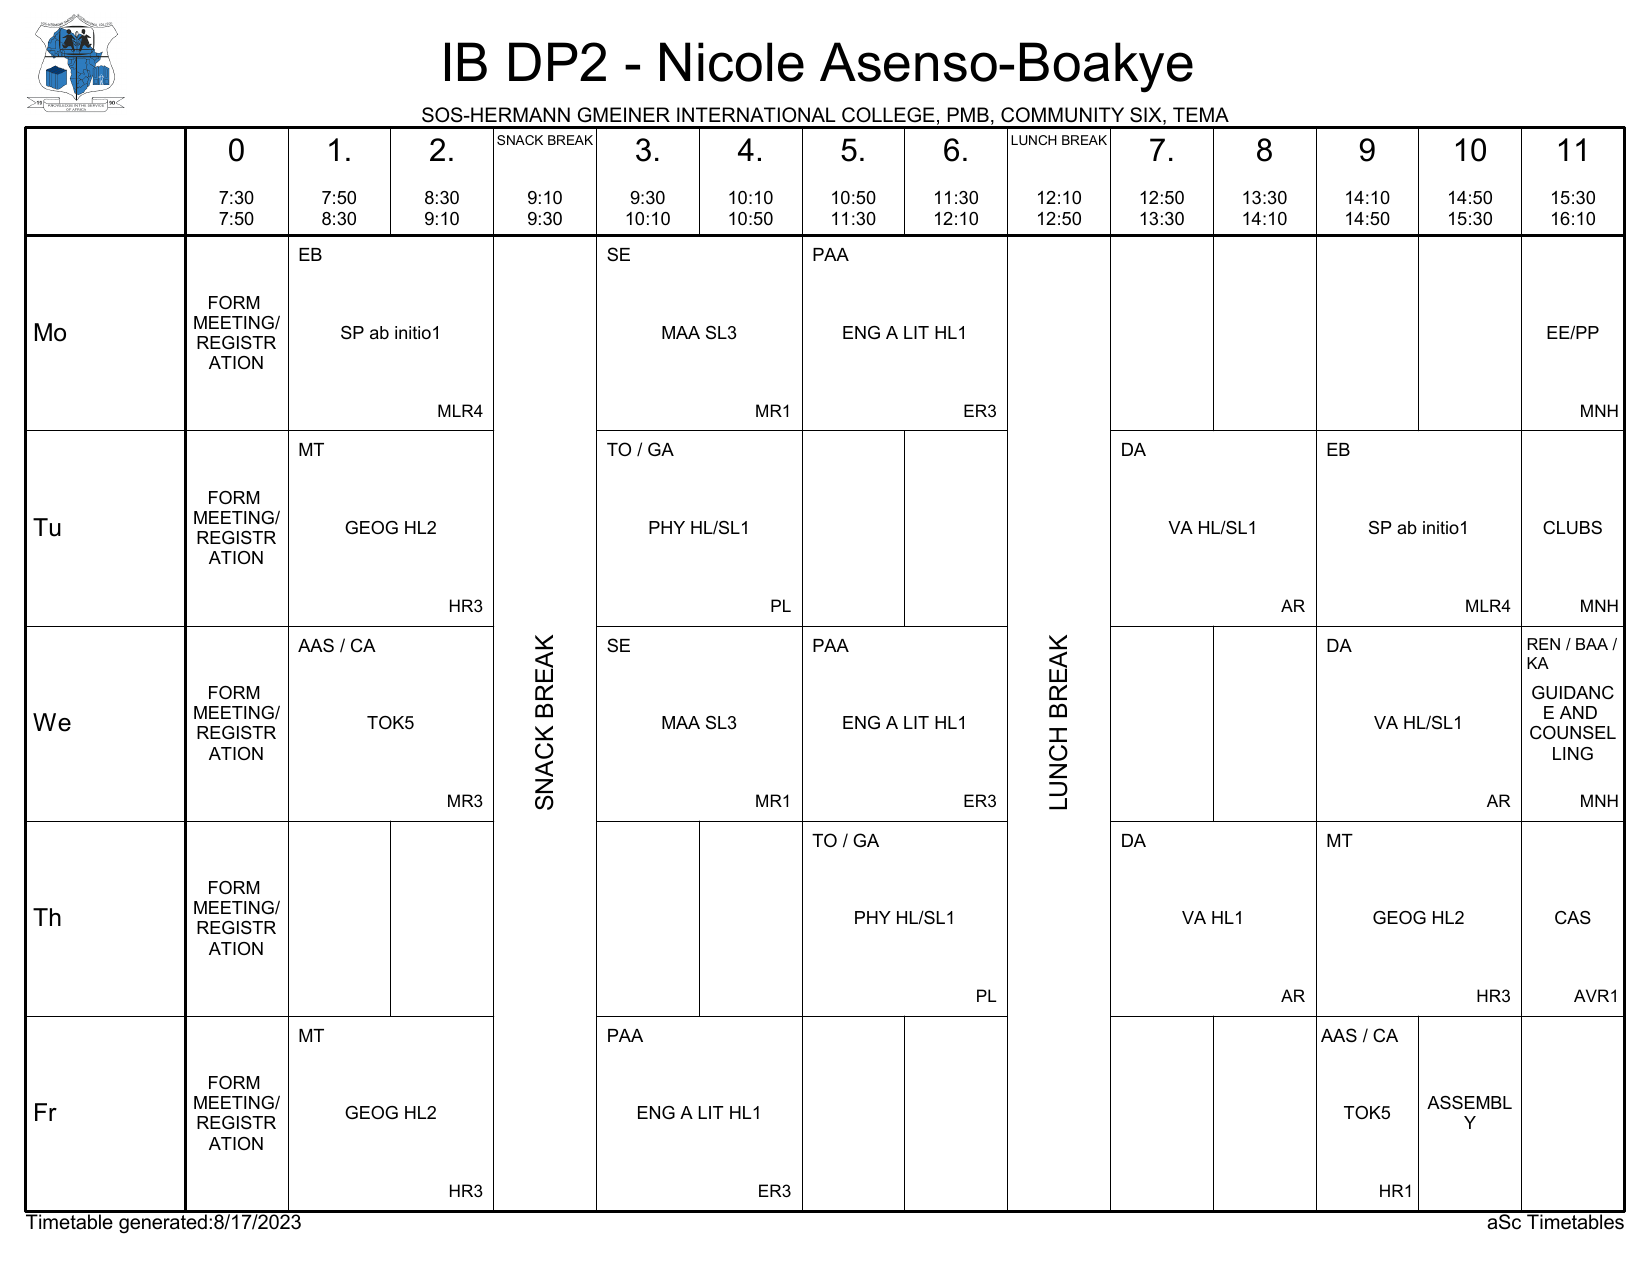 IB DP2 - Nicole Asenso-Boakye
SOS-HERMANN GMEINER INTERNATIONAL COLLEGE, PMB, COMMUNITY SIX, TEMA
KNOWLEDGE IN THE SERVICE
OF AFRICA
19
90
0
7:30
7:50
1.
7:50
8:30
2.
8:30
9:10
SNACK BREAK
9:10
9:30
3.
9:30
10:10
4.
10:10
10:50
5.
10:50
11:30
6.
11:30
12:10
LUNCH BREAK
12:10
12:50
7.
12:50
13:30
8
13:30
14:10
9
14:10
14:50
10
14:50
15:30
11
15:30
16:10
Mo
FORM
MEETING/
REGISTR
ATION
EB
SP ab initio1
MLR4
SE
MAA SL3
MR1
PAA
ENG A LIT HL1
ER3
EE/PP
MNH
Tu
FORM
MEETING/
REGISTR
ATION
MT
GEOG HL2
HR3
TO / GA
PHY HL/SL1
PL
DA
VA HL/SL1
AR
EB
SP ab initio1
MLR4
CLUBS
MNH
We
FORM
MEETING/
REGISTR
ATION
AAS / CA
TOK5
MR3
SNACK BREAK
SE
MAA SL3
MR1
PAA
ENG A LIT HL1
ER3
LUNCH BREAK
DA
VA HL/SL1
AR
REN / BAA /
KA
GUIDANC
E AND
COUNSEL
LING
MNH
Th
FORM
MEETING/
REGISTR
ATION
TO / GA
PHY HL/SL1
PL
DA
VA HL1
AR
MT
GEOG HL2
HR3
CAS
AVR1
Fr
FORM
MEETING/
REGISTR
ATION
MT
GEOG HL2
HR3
PAA
ENG A LIT HL1
ER3
AAS / CA
TOK5
HR1
ASSEMBL
Y
Timetable generated:8/17/2023
aSc Timetables